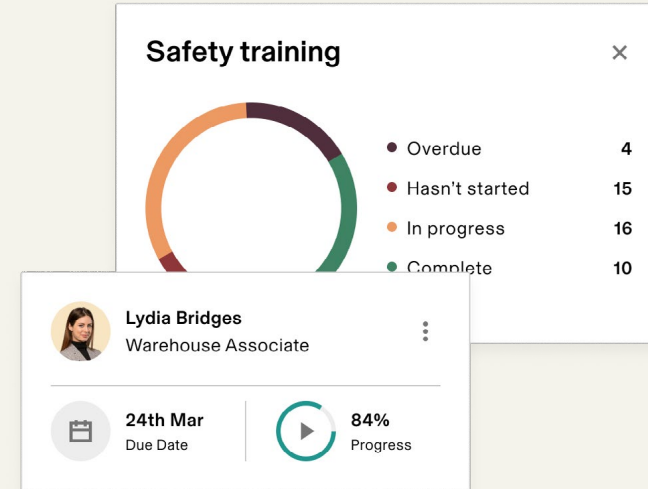 Safety training
Overdue 4
Hasn't started 15
In progress 16
Complete 10
Lydia Bridges
Warehouse Associate
24th Mar
Due Date
84%
Progress